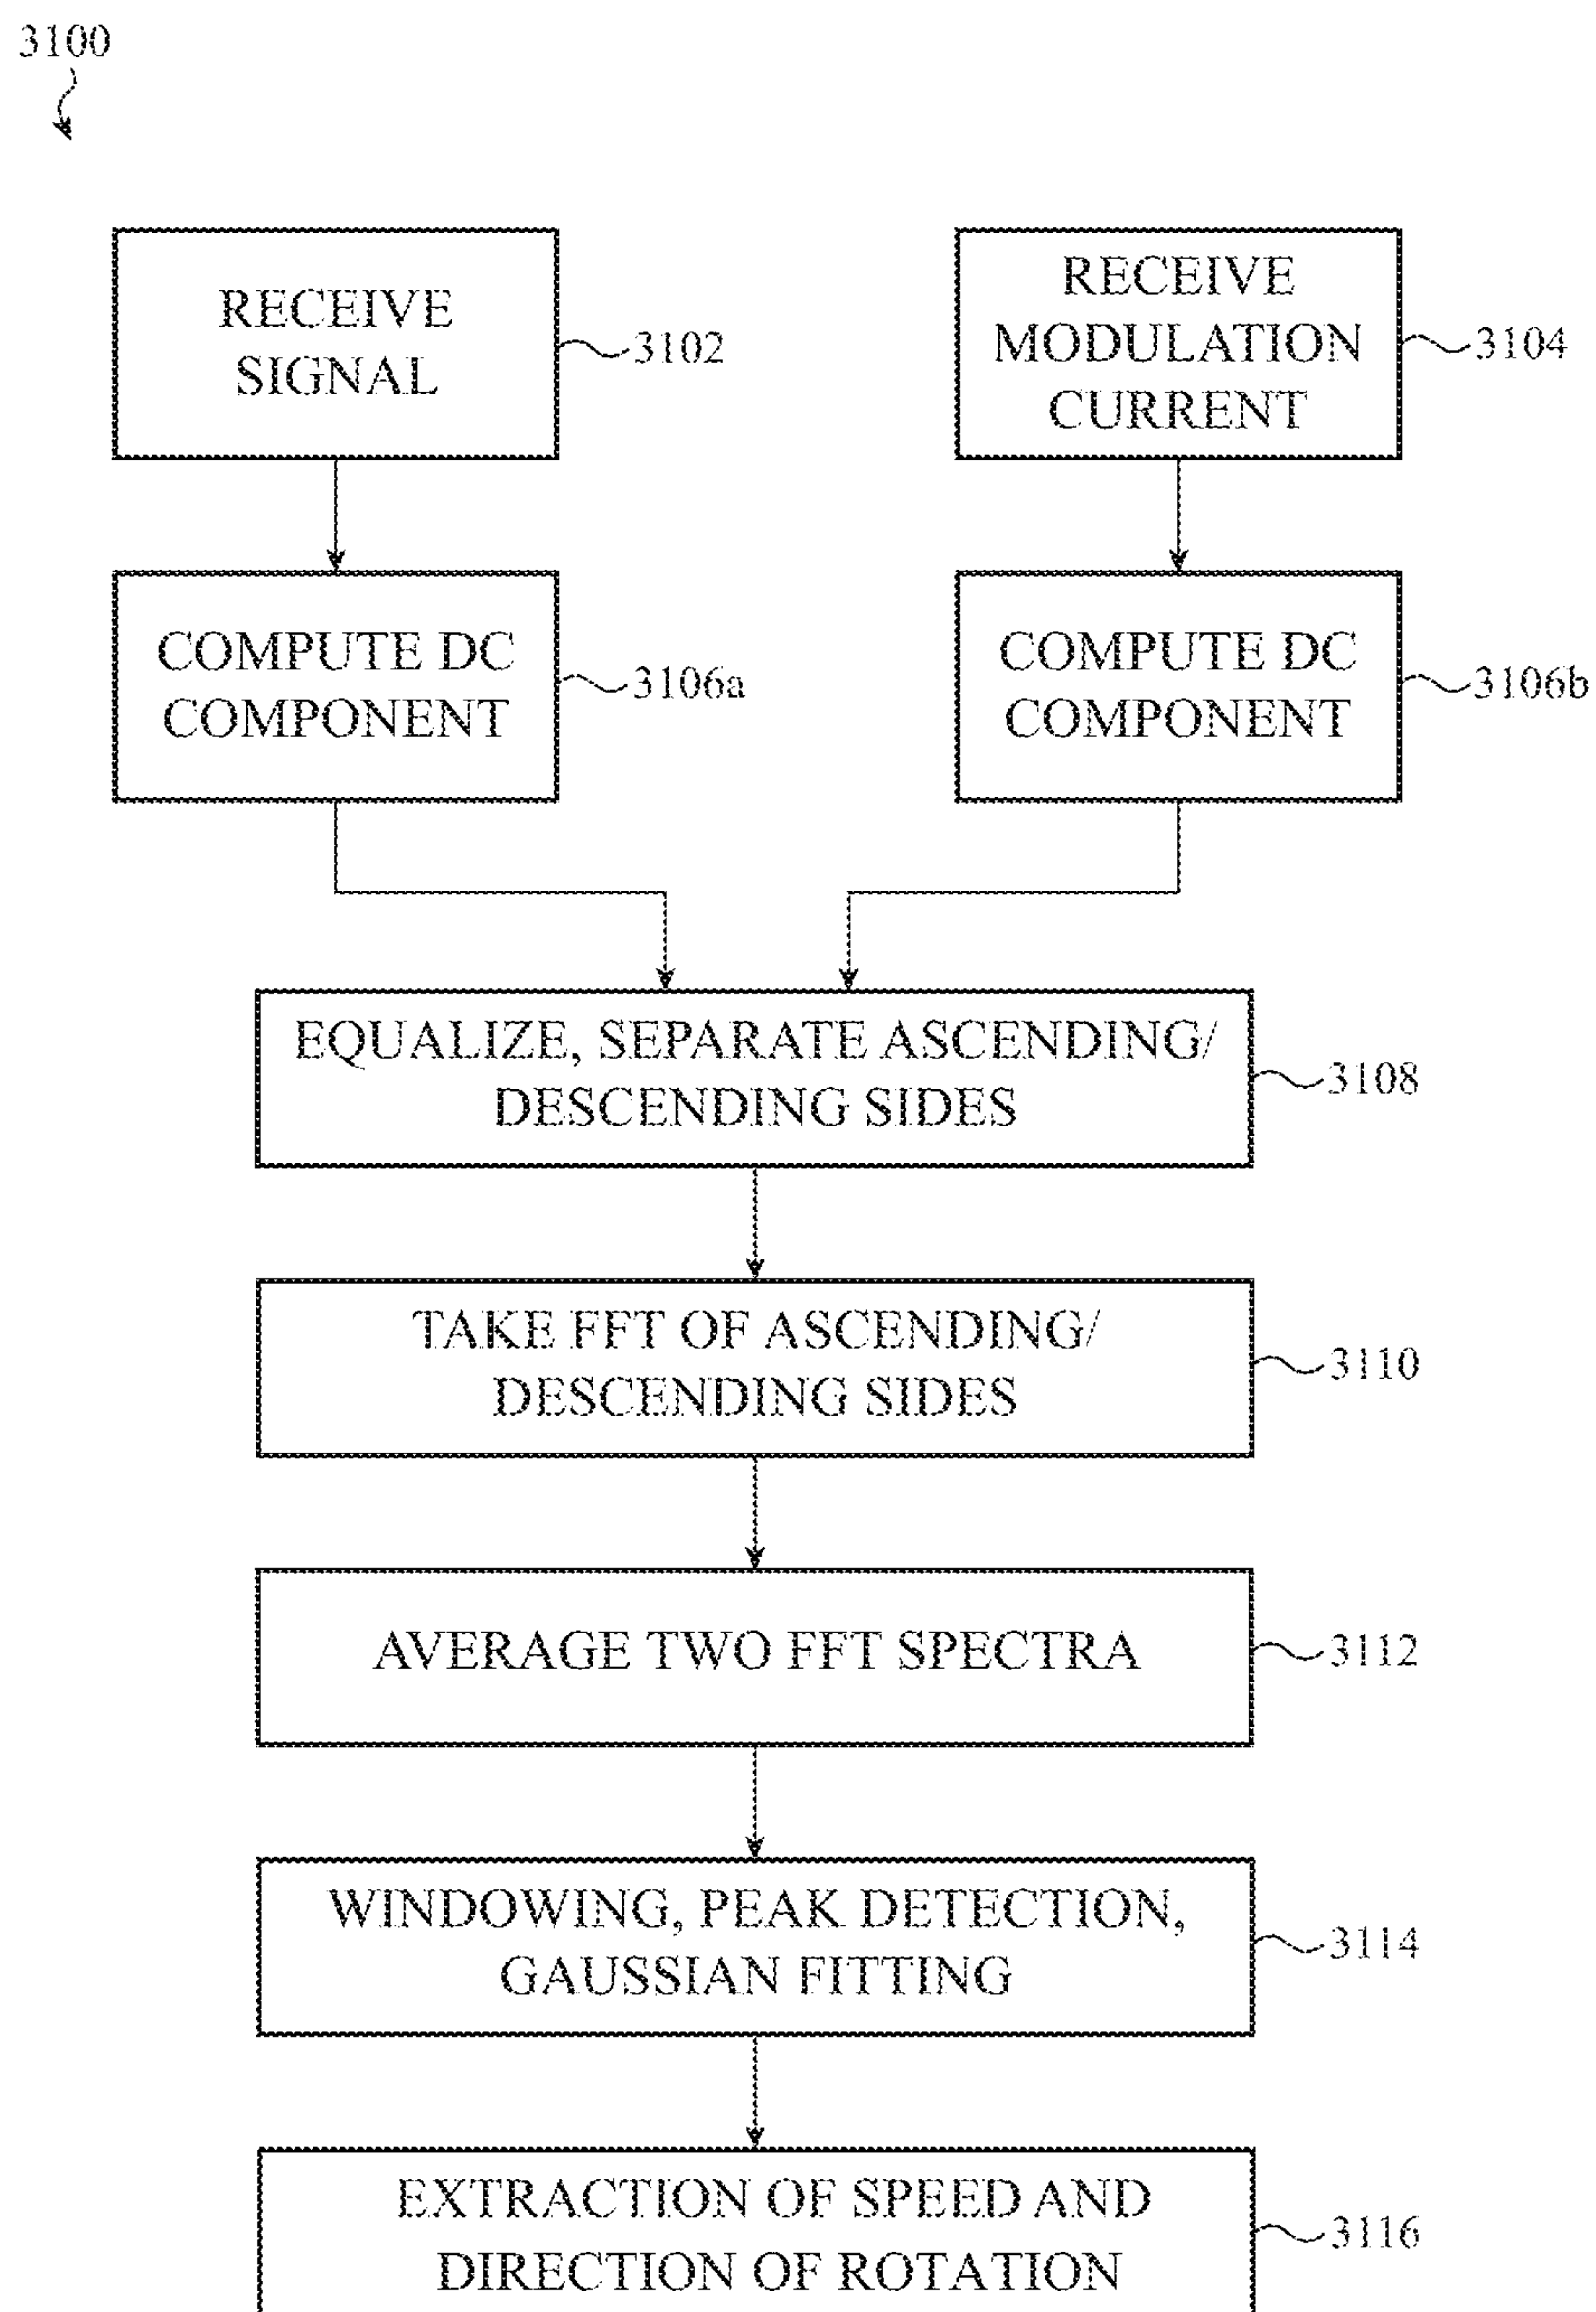 3100
RECEIVE
SIGNAL
3102
RECEIVE
MODULATION
CURRENT
3104
COMPUTE DC
COMPONENT
3106a
COMPUTE DC
COMPONENT
3106b
EQUALIZE, SEPARATE ASCENDING/
DESCENDING SIDES
3108
TAKE FFT OF ASCENDING/
DESCENDING SIDES
3110
AVERAGE TWO FFT SPECTRA
3112
WINDOWING, PEAK DETECTION,
GAUSSIAN FITTING
3114
EXTRACTION OF SPEED AND
DIRECTION OF ROTATION
3116